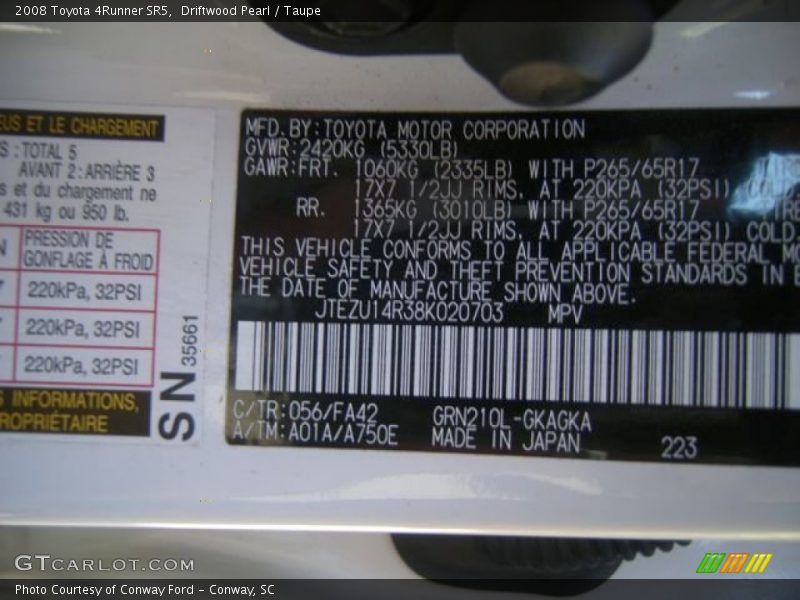 2008 Toyota 4Runner SR5, Driftwood Pearl / Taupe
ET LE CHARGEMENT
TOTAL 5
AVANT 2: ARRIÈRE 3
s et du chargement ne
431 kg ou 950 lb.
PRESSION DE
GONFLAGE À FROID
220kPa, 32PSI
220kPa, 32PSI
220kPa, 32PSI
INFORMATIONS,
ROPRIÉTAIRE
SN 35661
MFD.BY:TOYOTA MOTOR CORPORATION
GVWR:2420KG (5330LB)
GAWR:FRT. 1060KG (2335LB) WITH P265/65R17
17X7 1/2JJ RIMS, AT 220KPA (32PSI)
RR. 1365KG (3010LB) WITH P265/65R17
17X7 1/2JJ RIMS, AT 220KPA (32PSI) COLD
THIS VEHICLE CONFORMS TO ALL APPLICABLE FEDERAL MO
VEHICLE SAFETY AND THEFT PREVENTION STANDARDS IN E
THE DATE OF MANUFACTURE SHOWN ABOVE.
JTEZU14R38K020703 MPV
C/TR:056/FA42 GRN210L-GKAGKA
A/TM:A01A/A750E MADE IN JAPAN 223
GTCARLOT.COM
Photo Courtesy of Conway Ford - Conway, SC